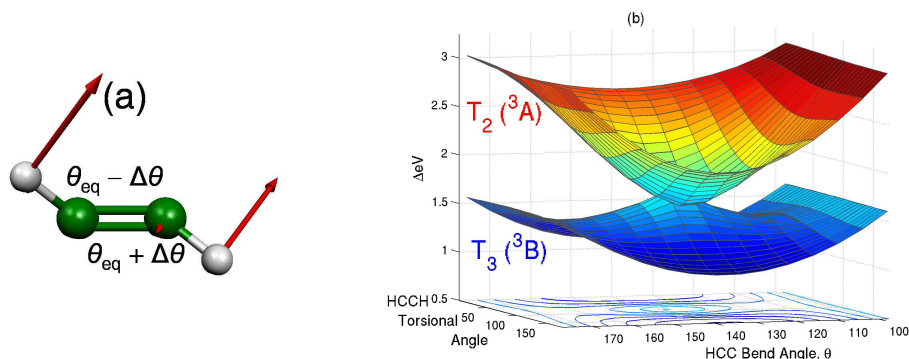 (a)
θeq − Δθ
θeq + Δθ
(b)
3
2.5
2
1.5
1
0.5
ΔeV
T2 (3A)
T3 (3B)
HCCH
Torsional
Angle
50
100
150
170
160
150
140
130
120
110
100
HCC Bend Angle, θ